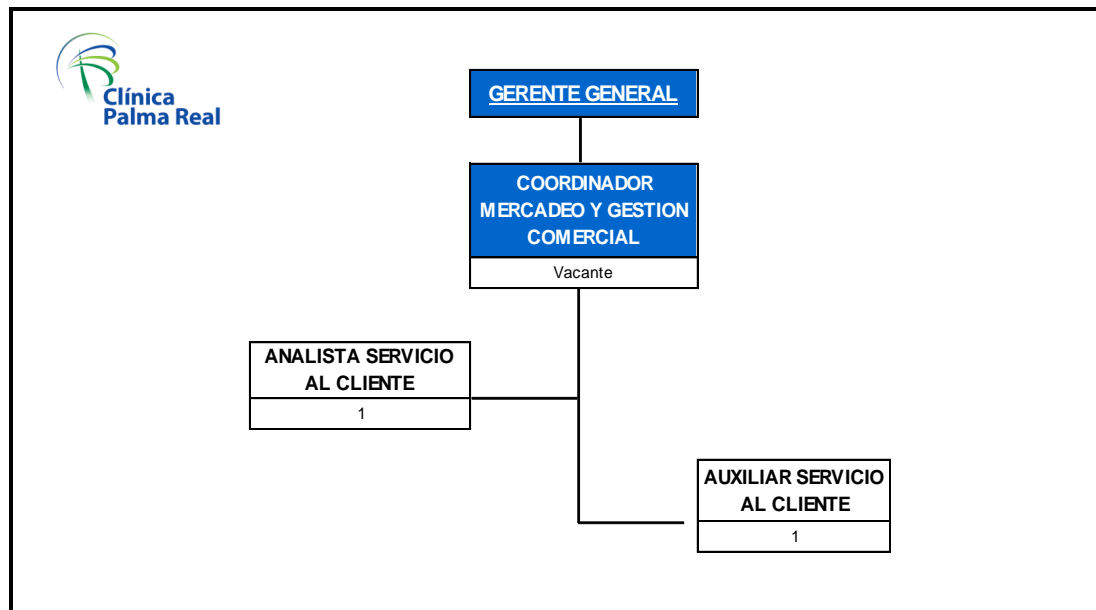 Clínica
Palma Real
GERENTE GENERAL
COORDINADOR
MERCADEO Y GESTION
COMERCIAL
Vacante
ANALISTA SERVICIO
AL CLIENTE
1
AUXILIAR SERVICIO
AL CLIENTE
1